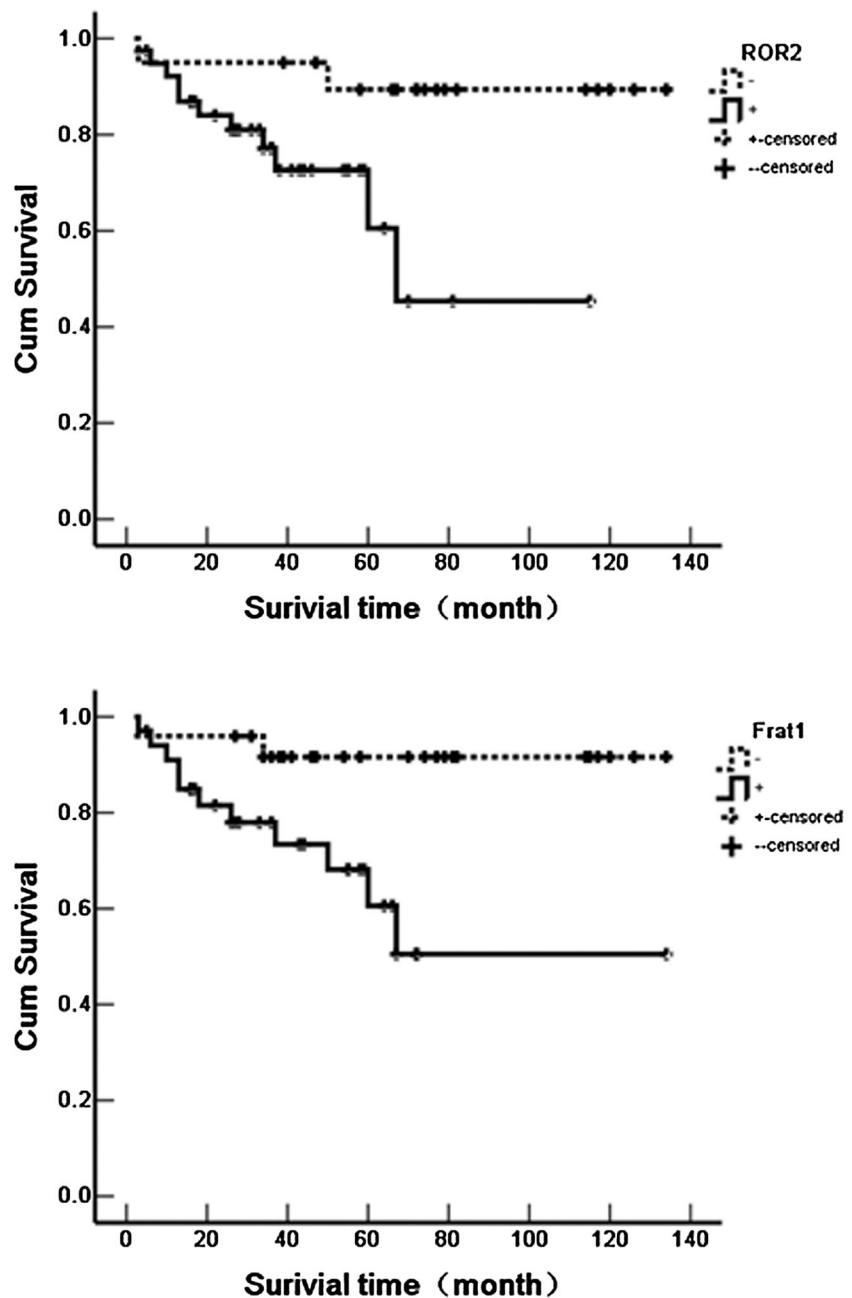 ROR2
-
+
+-censored
--censored
1.0
0.8
0.6
0.4
0.2
0.0
Cum Survival
0 20 40 60 80 100 120 140
Surivial time（month）
Frat1
-
+
+-censored
--censored
1.0
0.8
0.6
0.4
0.2
0.0
Cum Survival
0 20 40 60 80 100 120 140
Surivial time（month）